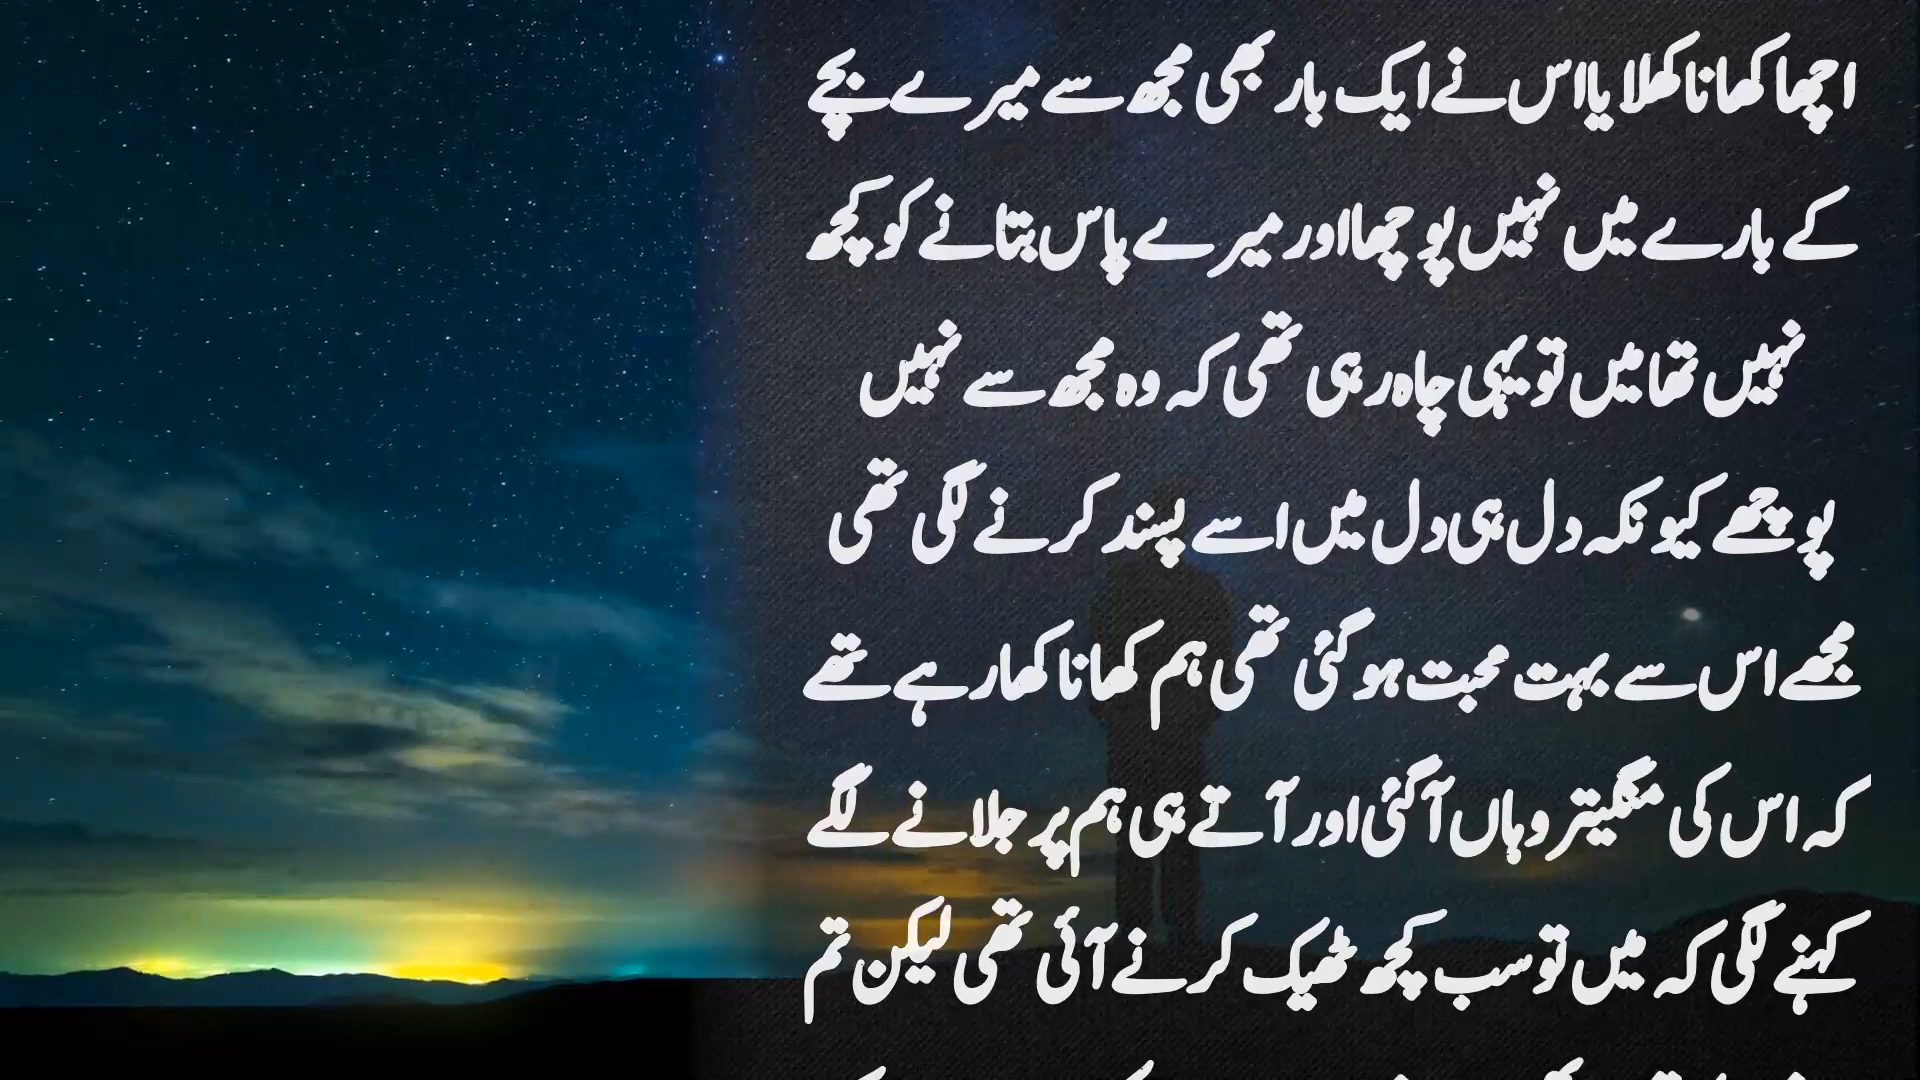 اچھا کھانا کھلایا اس نے ایک بار بھی مجھ سے میرے بچے
کے بارے میں نہیں پوچھا اور میرے پاس بتانے کو کچھ
نہیں تھا میں تو یہی چاہ رہی تھی کہ وہ مجھ سے نہیں
پوچھے کیونکہ دل ہی دل میں اسے پسند کرنے لگی تھی
مجھے اس سے بہت محبت ہو گئی تھی ہم کھانا کھا رہے تھے
کہ اس کی منگیتر وہاں آگئی اور آتے ہی ہم پر جلانے لگے
کہنے لگی کہ میں تو سب کچھ ٹھیک کرنے آئی تھی لیکن تم